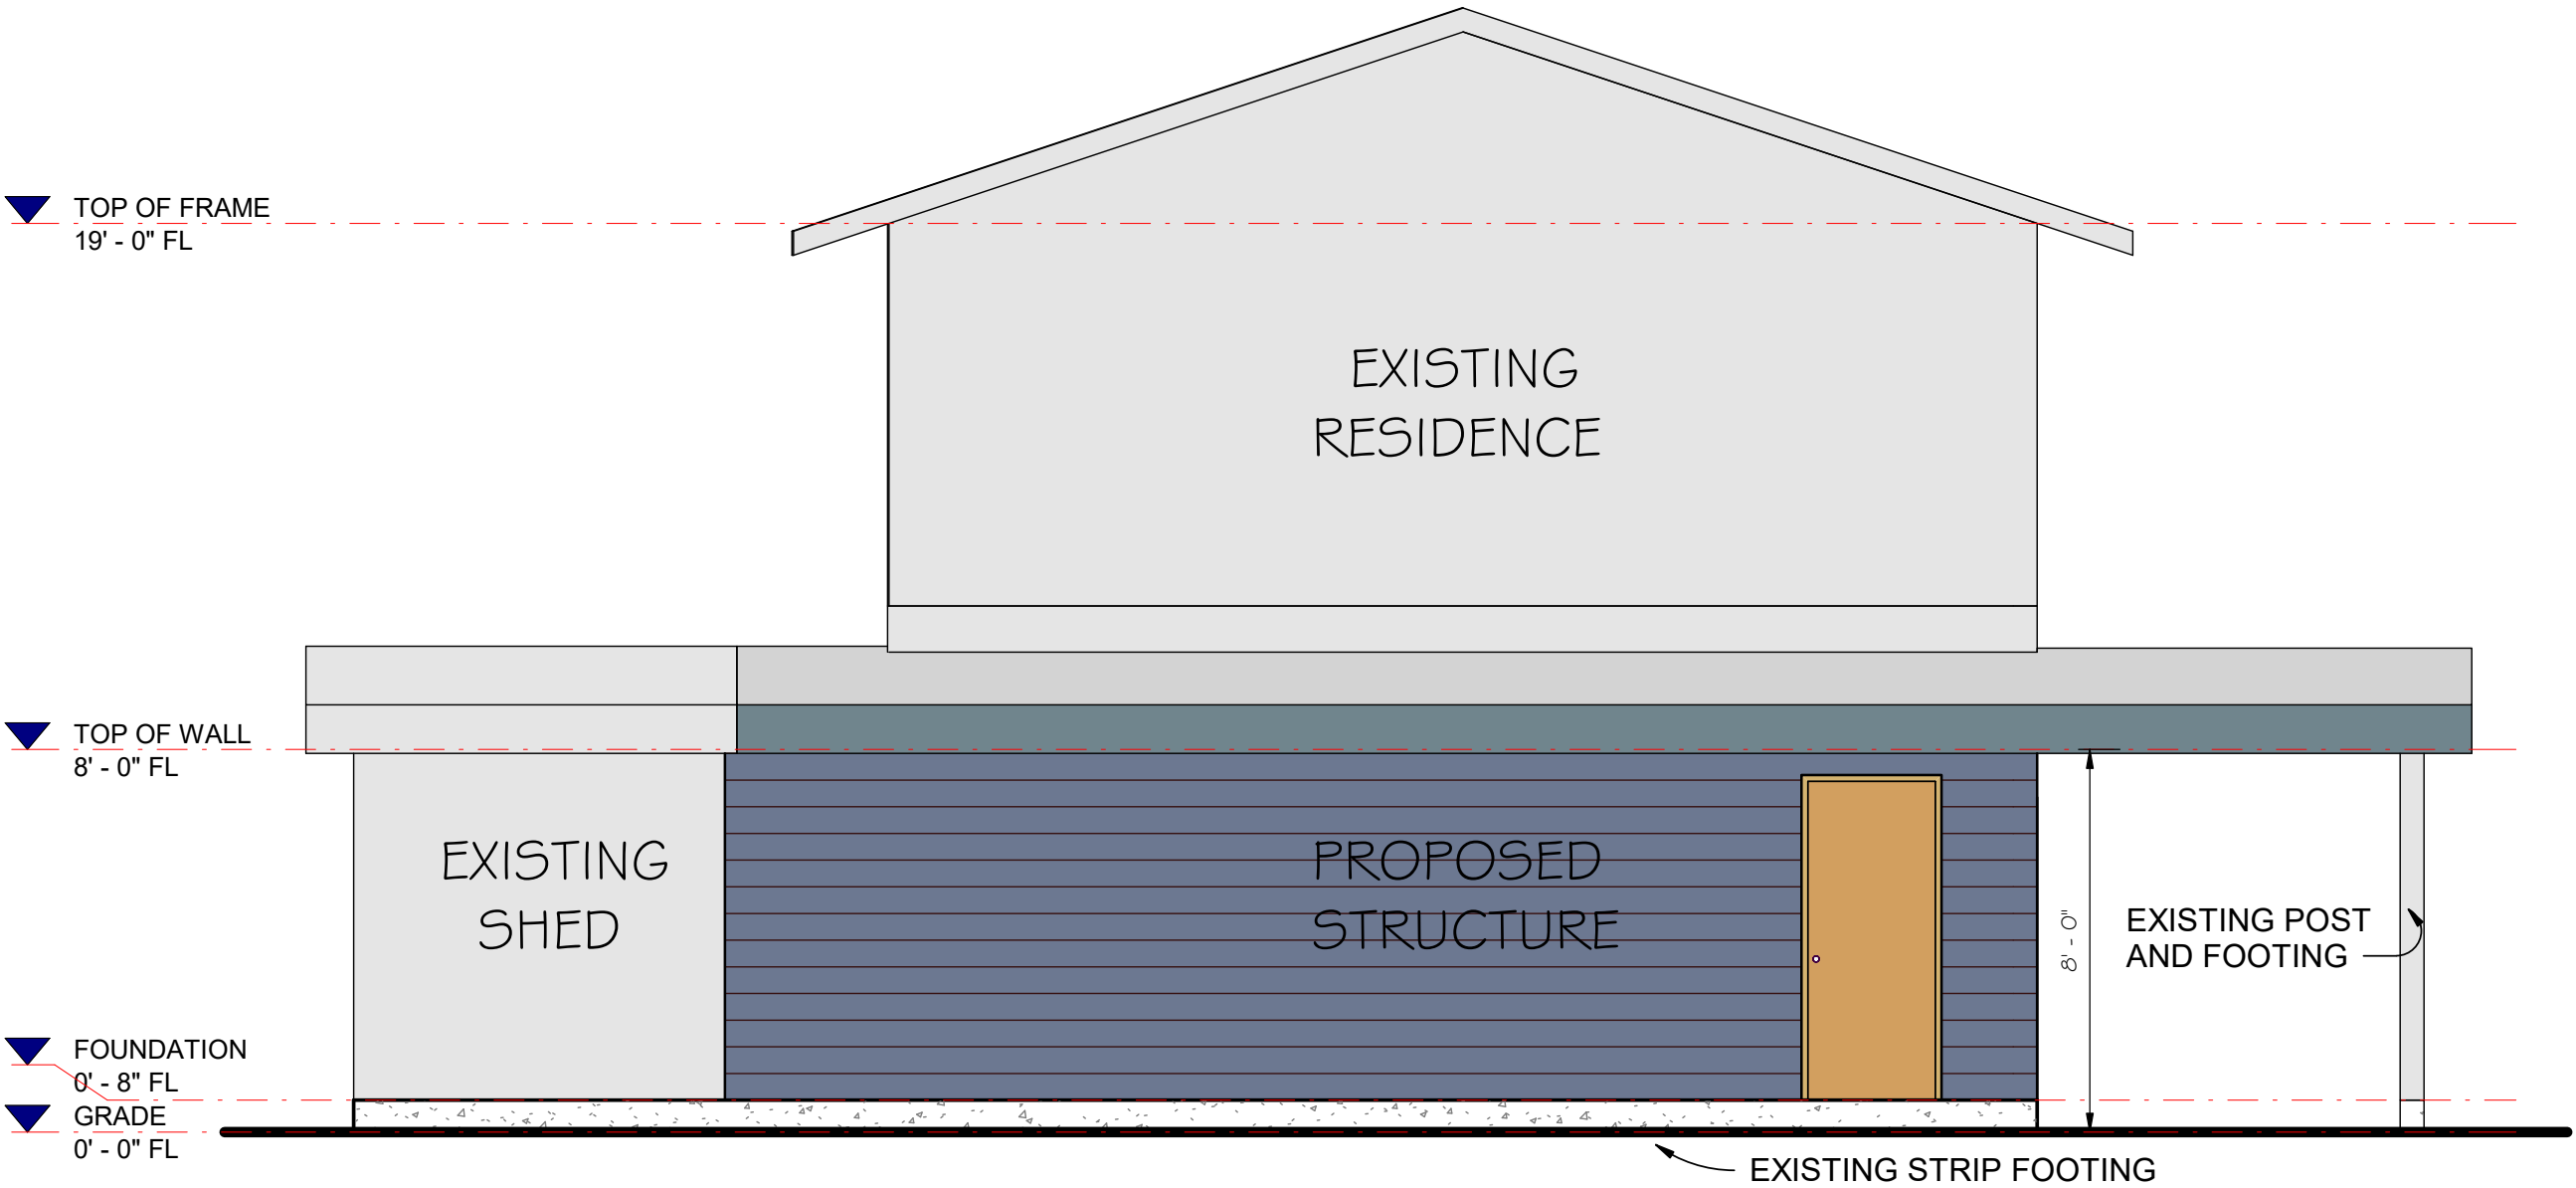 TOP OF FRAME
19' - 0" FL
EXISTING
RESIDENCE
TOP OF WALL
8' - 0" FL
EXISTING
SHED
PROPOSED
STRUCTURE
8' - 0"
EXISTING POST
AND FOOTING
FOUNDATION
0' - 8" FL
GRADE
0' - 0" FL
EXISTING STRIP FOOTING